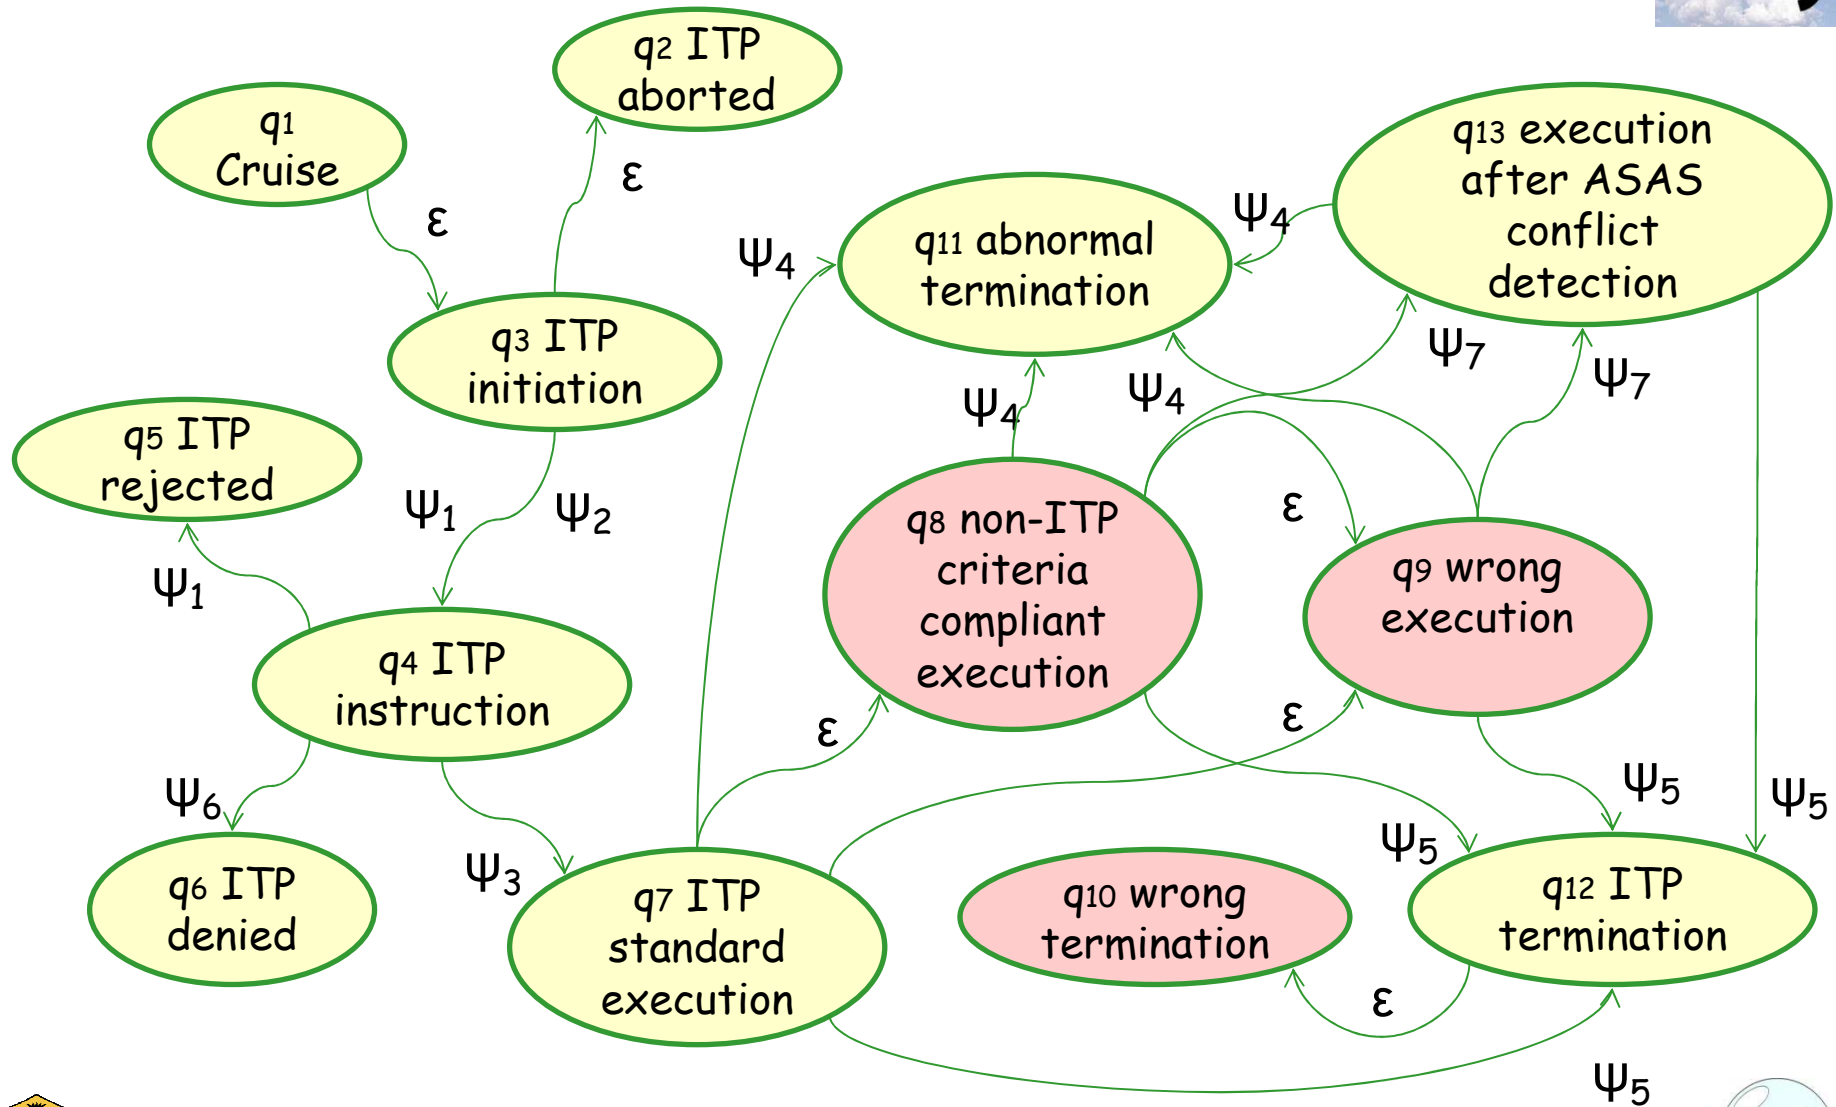 q2 ITP
aborted
q1
Cruise
ε
ε
q13 execution
after ASAS
conflict
detection
Ψ4
q11 abnormal
termination
Ψ4
q3 ITP
initiation
Ψ7
Ψ7
Ψ4
Ψ4
q5 ITP
rejected
Ψ1
Ψ2
ε
q8 non-ITP
criteria
compliant
execution
q9 wrong
execution
Ψ1
q4 ITP
instruction
ε
ε
Ψ6
Ψ5
Ψ5
Ψ5
Ψ3
q6 ITP
denied
q7 ITP
standard
execution
q10 wrong
termination
q12 ITP
termination
ε
Ψ5